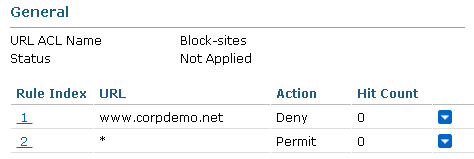 General
URL ACL Name Block-sites
Status Not Applied
Rule Index URL Action Hit Count
1 www.corpdemo.net Deny 0
2 * Permit 0